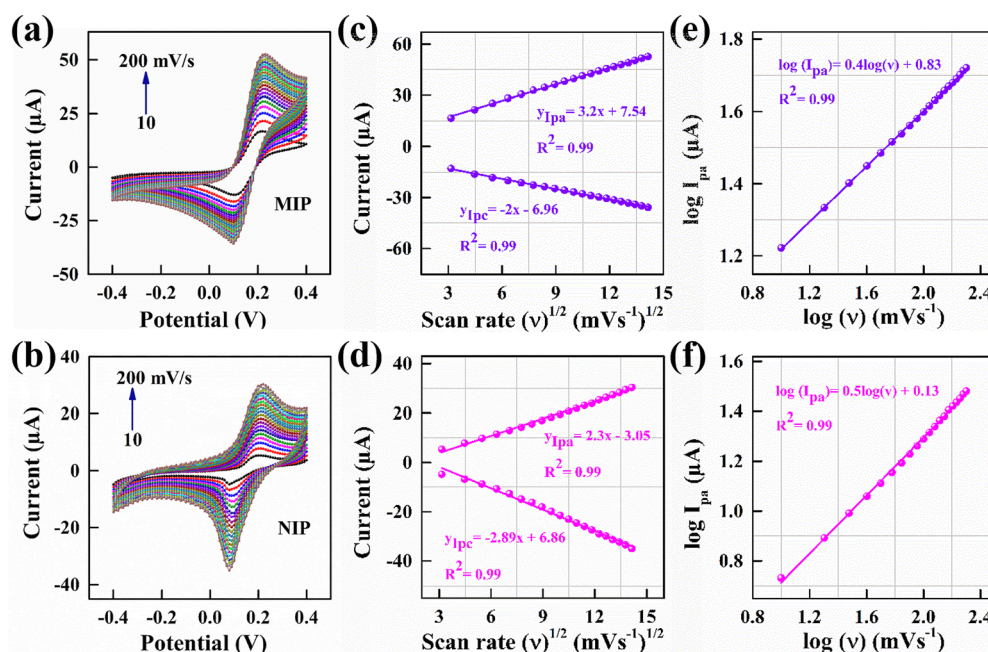 (a)
200 mV/s
10
MIP
50
25
0
-25
-50
Current (μA)
-0.4
-0.2
0.0
0.2
0.4
Potential (V)
(c)
60
30
0
-30
-60
Current (μA)
y_Ipa = 3.2x + 7.54
R² = 0.99
y_Ipc = -2x - 6.96
R² = 0.99
3
6
9
12
15
Scan rate (ν)^1/2 (mVs⁻¹)^1/2
(e)
log (I_pa) = 0.4log(ν) + 0.83
R² = 0.99
1.8
1.6
1.4
1.2
log I_pa (μA)
0.8
1.2
1.6
2.0
2.4
log (ν) (mVs⁻¹)
(b)
200 mV/s
10
NIP
40
20
0
-20
-40
Current (μA)
-0.4
-0.2
0.0
0.2
0.4
Potential (V)
(d)
40
20
0
-20
-40
Current (μA)
y_Ipa = 2.3x - 3.05
R² = 0.99
y_Ipc = -2.89x + 6.86
R² = 0.99
3
6
9
12
15
Scan rate (ν)^1/2 (mVs⁻¹)^1/2
(f)
log (I_pa) = 0.5log(ν) + 0.13
R² = 0.99
1.6
1.4
1.2
1.0
0.8
log I_pa (μA)
0.8
1.2
1.6
2.0
2.4
log (ν) (mVs⁻¹)